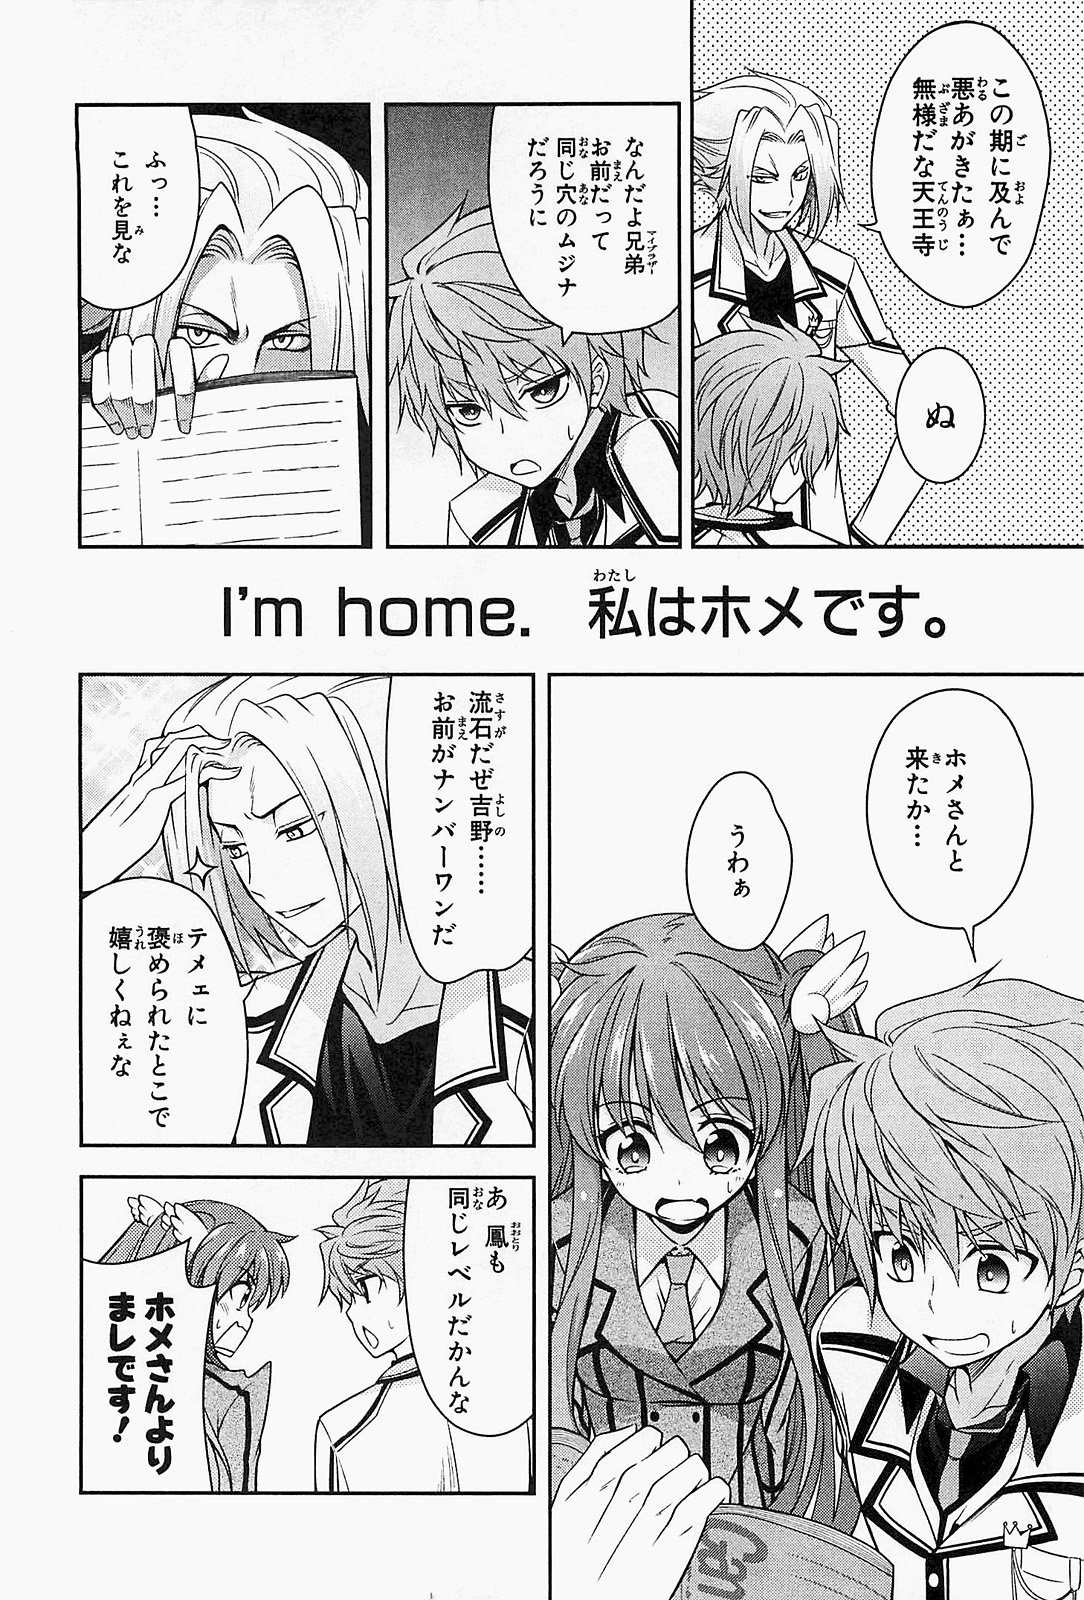 この期に及んで
悪あがきたぁ…
無様だな天王寺
ぬ
なんだよ兄弟
お前だって
同じ穴のムジナ
だろうに
ふっ…
これを見な
I'm home. 私はホメです。
ホメさんと
来たか…
うわぁ
流石だぜ吉野……
お前がナンバーワンだ
テメェに
褒められたとこで
嬉しくねぇな
あ 鳳も
同じレベルだかんな
ホメさんより
ましです！